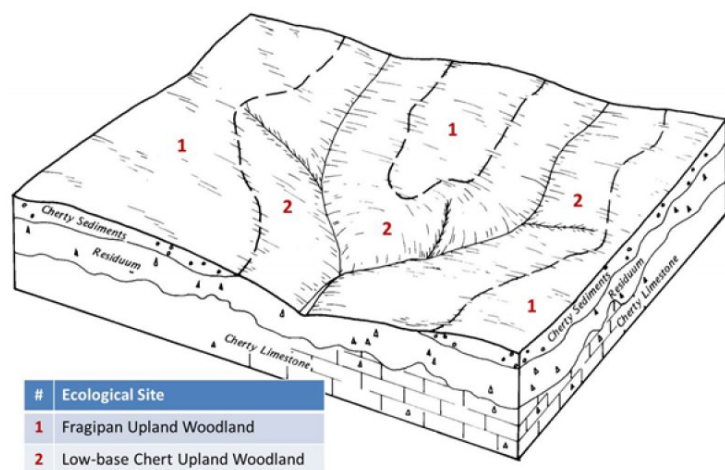 1
1
2
2
2
1
Cherty Sediments
Residuum
Cherty Limestone
Cherty Sediments
Residuum
Cherty Limestone
# Ecological Site
1 Fragipan Upland Woodland
2 Low-base Chert Upland Woodland